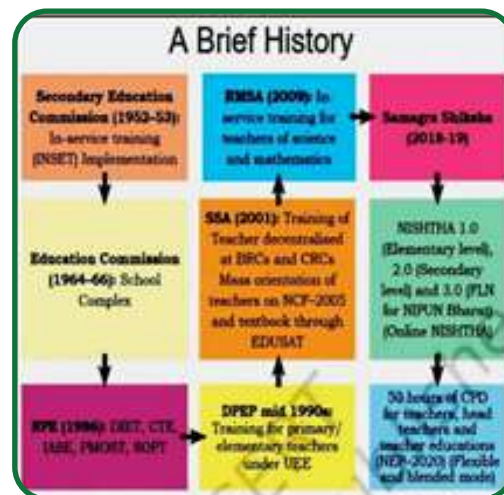 A Brief History
Secondary Education
Commission (1952-53):
In-service training
(INSET) Implementation
Education Commission
(1964-66): School
Complex
NPE (1986): DIET, CTE,
IASE, PMOST, SOPT
DPEP mid 1990s:
Training for primary/
elementary teachers
under UEE
SSA (2001): Training of
Teacher decentralised
at BRCs and CRCs
Mass orientation of
teachers on NCF-2005
and textbook through
EDUSAT
RMSA (2009): In
service training for
teachers of science
and mathematics
Samagra Shiksha
(2018-19)
NISHTHA 1.0
(Elementary level),
2.0 (Secondary
level) and 3.0 (FLN
for NIPUN Bharat)
(Online NISHTHA)
50 hours of CPD
for teachers, head
teachers and
teacher educations
(NEP-2020) (Flexible
and blended mode)